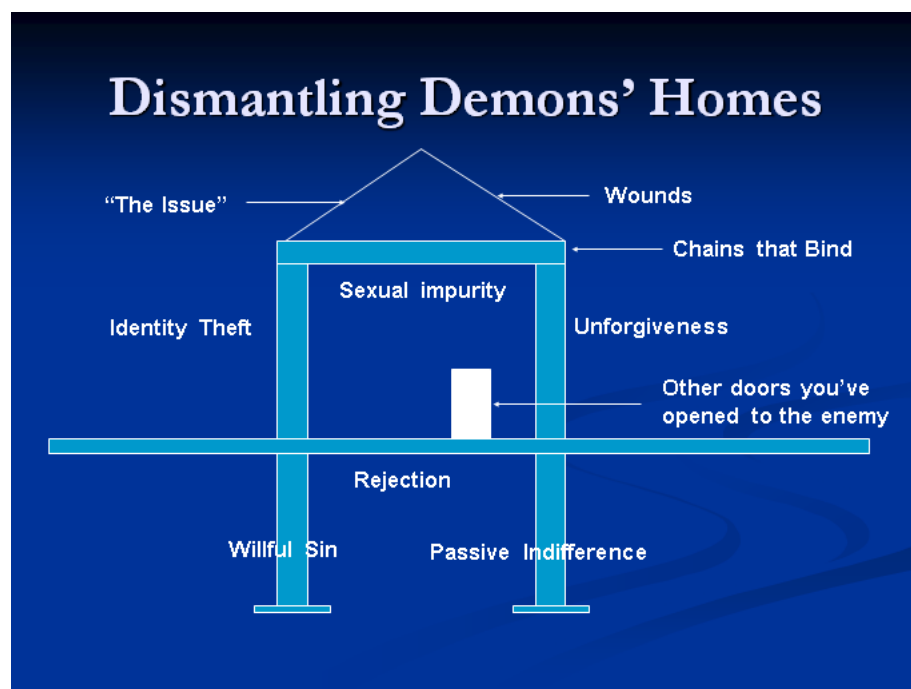 Dismantling Demons’ Homes
“The Issue”
Wounds
Chains that Bind
Sexual impurity
Identity Theft
Unforgiveness
Other doors you’ve
opened to the enemy
Rejection
Willful Sin
Passive Indifference